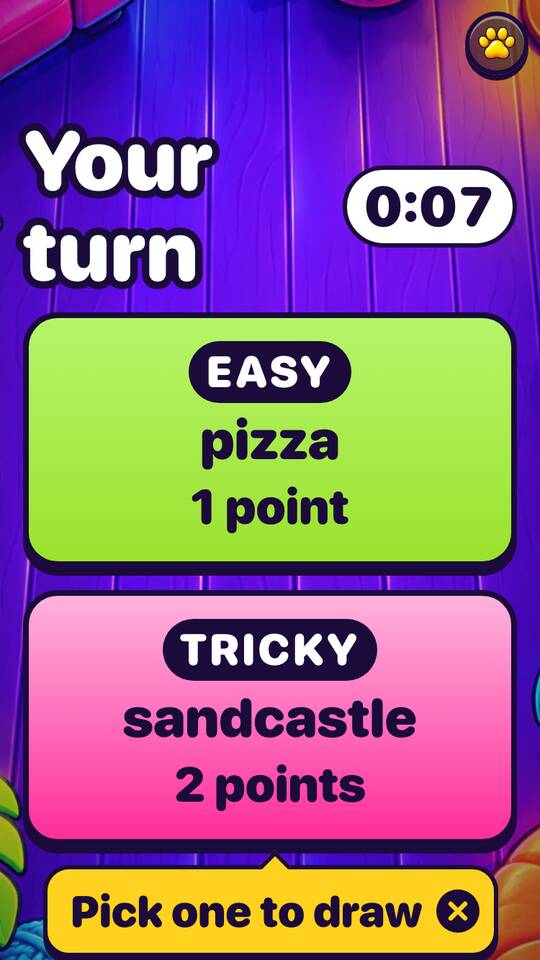 Your
turn
0:07
EASY
pizza
1 point
TRICKY
sandcastle
2 points
Pick one to draw